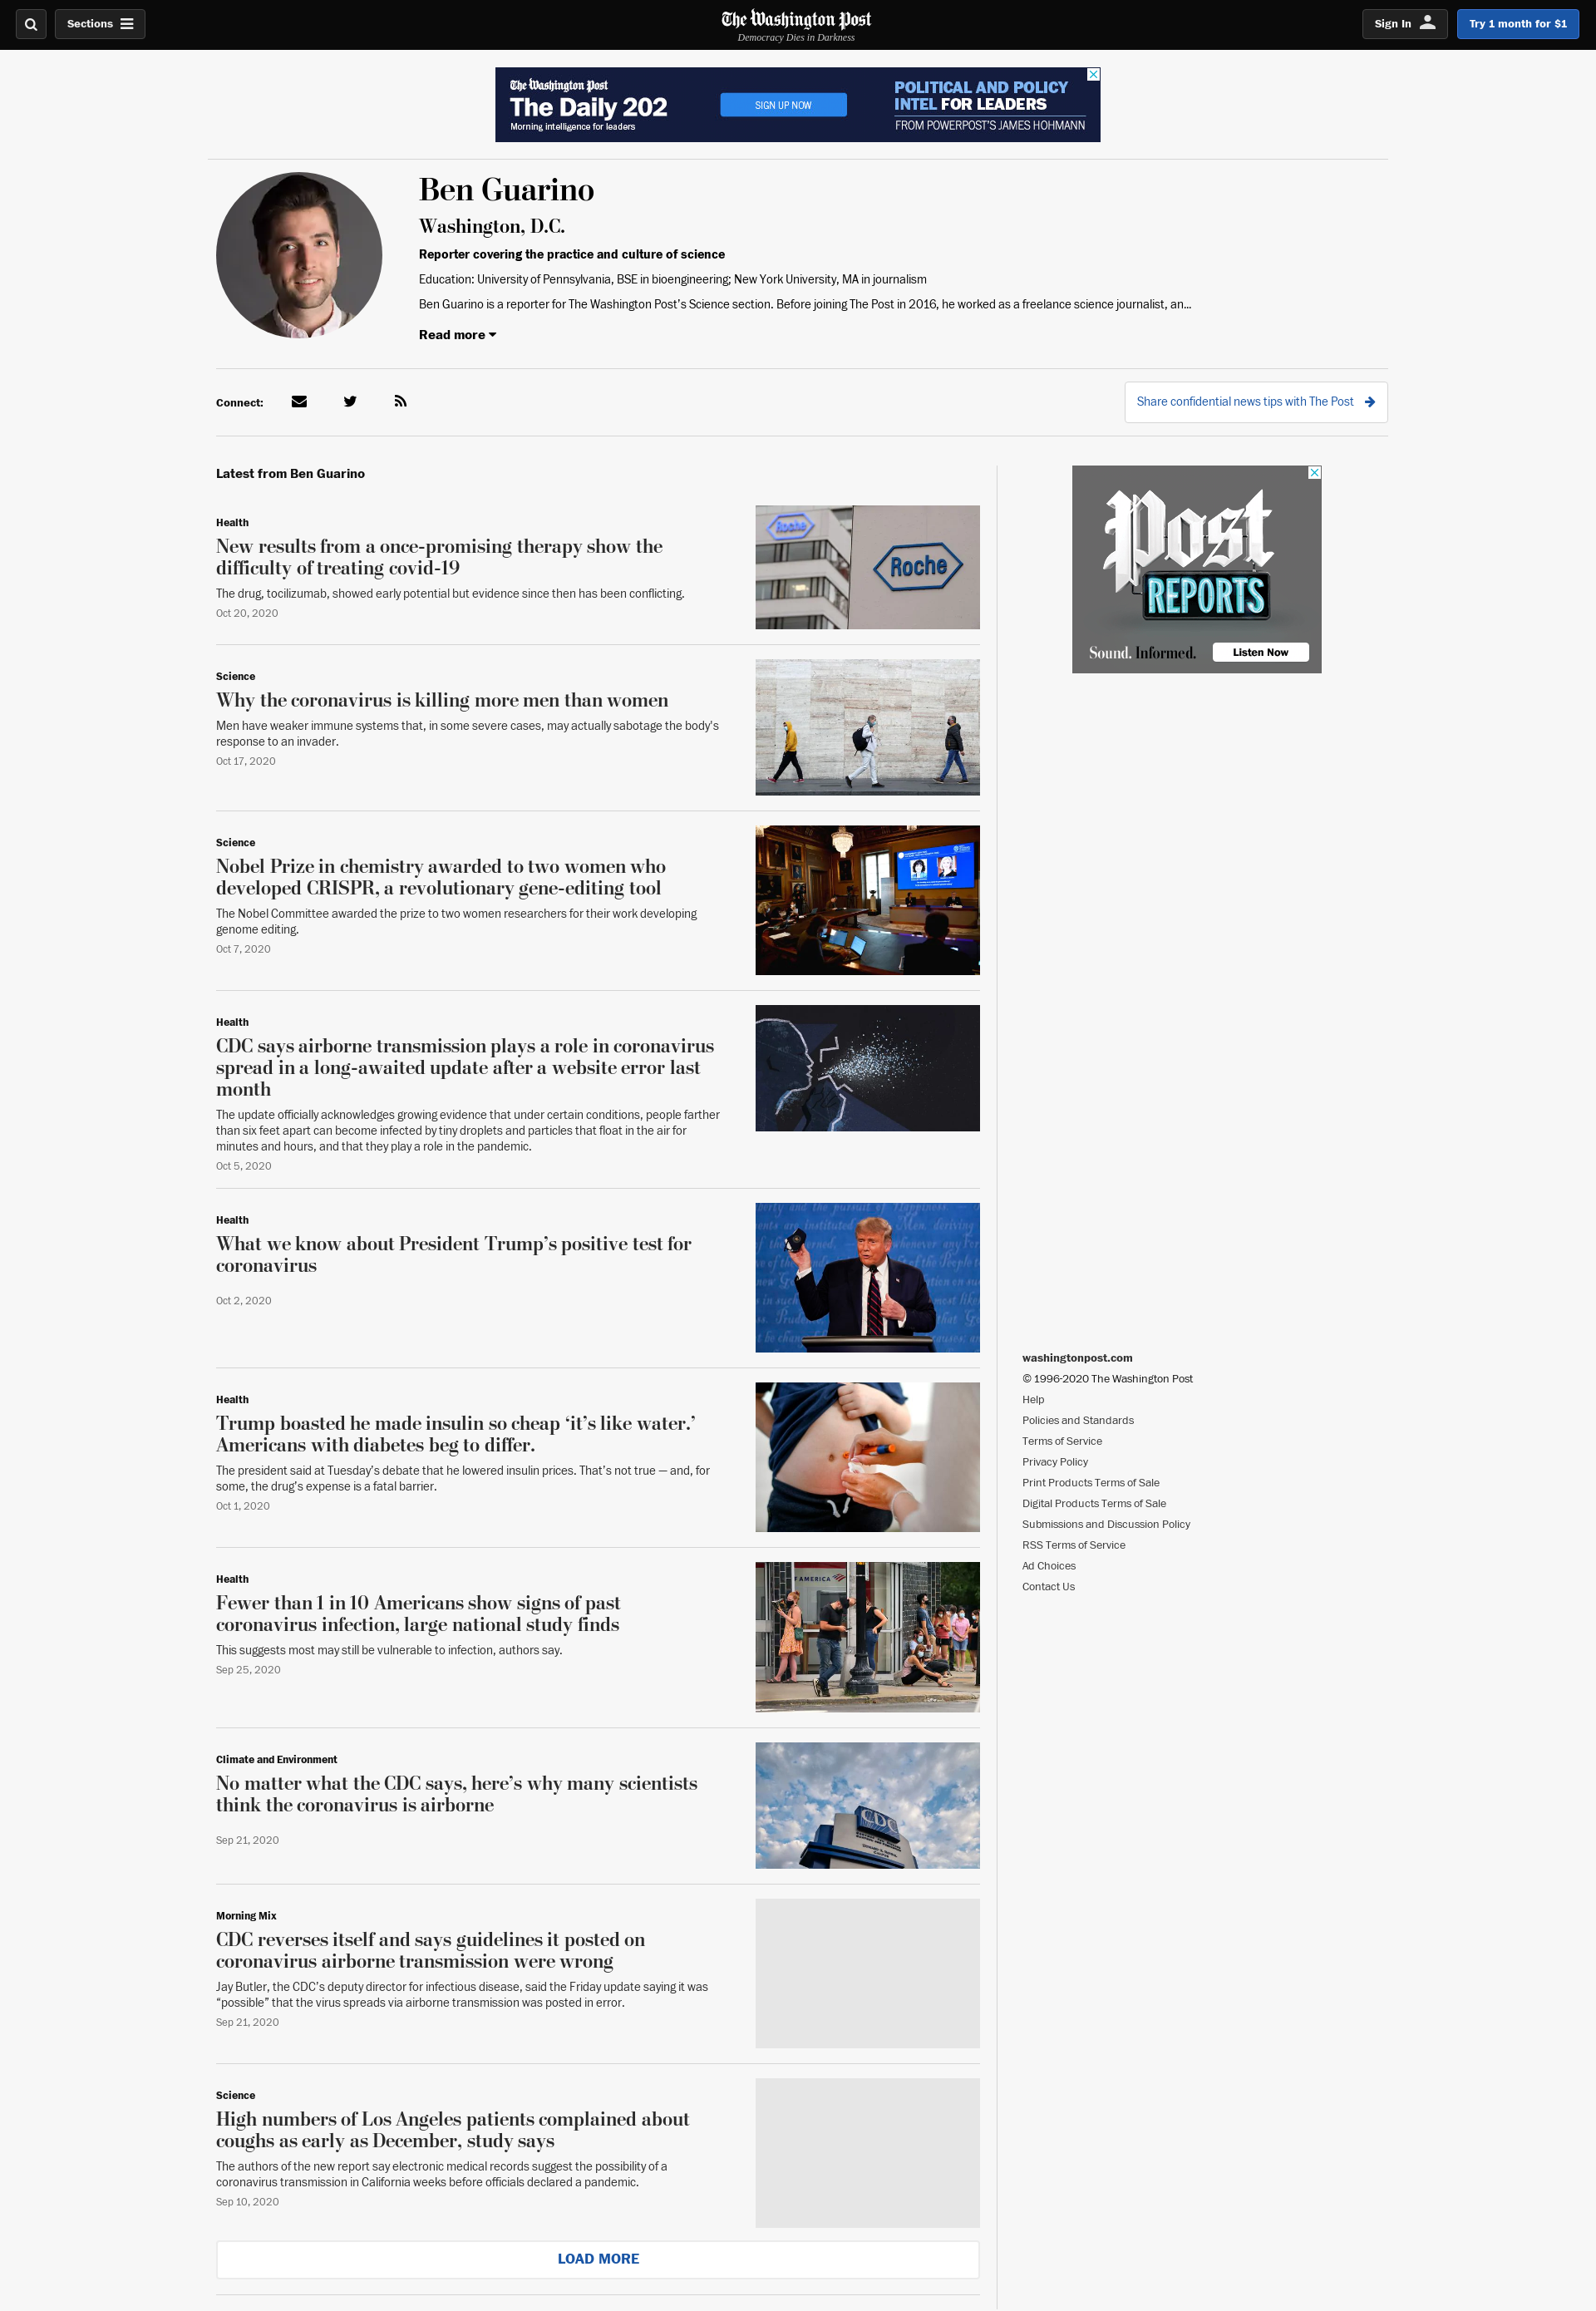 Sections
The Washington Post
Democracy Dies in Darkness
Sign In
Try 1 month for $1
The Washington Post
The Daily 202
Morning intelligence for leaders
SIGN UP NOW
POLITICAL AND POLICY
INTEL FOR LEADERS
FROM POWERPOST'S JAMES HOHMANN
Ben Guarino
Washington, D.C.
Reporter covering the practice and culture of science
Education: University of Pennsylvania, BSE in bioengineering; New York University, MA in journalism
Ben Guarino is a reporter for The Washington Post’s Science section. Before joining The Post in 2016, he worked as a freelance science journalist, an...
Read more
Connect:
Share confidential news tips with The Post
Latest from Ben Guarino
Health
New results from a once-promising therapy show the
difficulty of treating covid-19
The drug, tocilizumab, showed early potential but evidence since then has been conflicting.
Oct 20, 2020
Roche
Roche
Post
REPORTS
Sound. Informed.
Listen Now
Science
Why the coronavirus is killing more men than women
Men have weaker immune systems that, in some severe cases, may actually sabotage the body's
response to an invader.
Oct 17, 2020
Science
Nobel Prize in chemistry awarded to two women who
developed CRISPR, a revolutionary gene-editing tool
The Nobel Committee awarded the prize to two women researchers for their work developing
genome editing.
Oct 7, 2020
Health
CDC says airborne transmission plays a role in coronavirus
spread in a long-awaited update after a website error last
month
The update officially acknowledges growing evidence that under certain conditions, people farther
than six feet apart can become infected by tiny droplets and particles that float in the air for
minutes and hours, and that they play a role in the pandemic.
Oct 5, 2020
Health
What we know about President Trump’s positive test for
coronavirus
Oct 2, 2020
Health
Trump boasted he made insulin so cheap ‘it’s like water.’
Americans with diabetes beg to differ.
The president said at Tuesday’s debate that he lowered insulin prices. That’s not true — and, for
some, the drug’s expense is a fatal barrier.
Oct 1, 2020
Health
Fewer than 1 in 10 Americans show signs of past
coronavirus infection, large national study finds
This suggests most may still be vulnerable to infection, authors say.
Sep 25, 2020
AMERICA
Climate and Environment
No matter what the CDC says, here’s why many scientists
think the coronavirus is airborne
Sep 21, 2020
CDC
Morning Mix
CDC reverses itself and says guidelines it posted on
coronavirus airborne transmission were wrong
Jay Butler, the CDC’s deputy director for infectious disease, said the Friday update saying it was
“possible” that the virus spreads via airborne transmission was posted in error.
Sep 21, 2020
Science
High numbers of Los Angeles patients complained about
coughs as early as December, study says
The authors of the new report say electronic medical records suggest the possibility of a
coronavirus transmission in California weeks before officials declared a pandemic.
Sep 10, 2020
LOAD MORE
washingtonpost.com
© 1996-2020 The Washington Post
Help
Policies and Standards
Terms of Service
Privacy Policy
Print Products Terms of Sale
Digital Products Terms of Sale
Submissions and Discussion Policy
RSS Terms of Service
Ad Choices
Contact Us